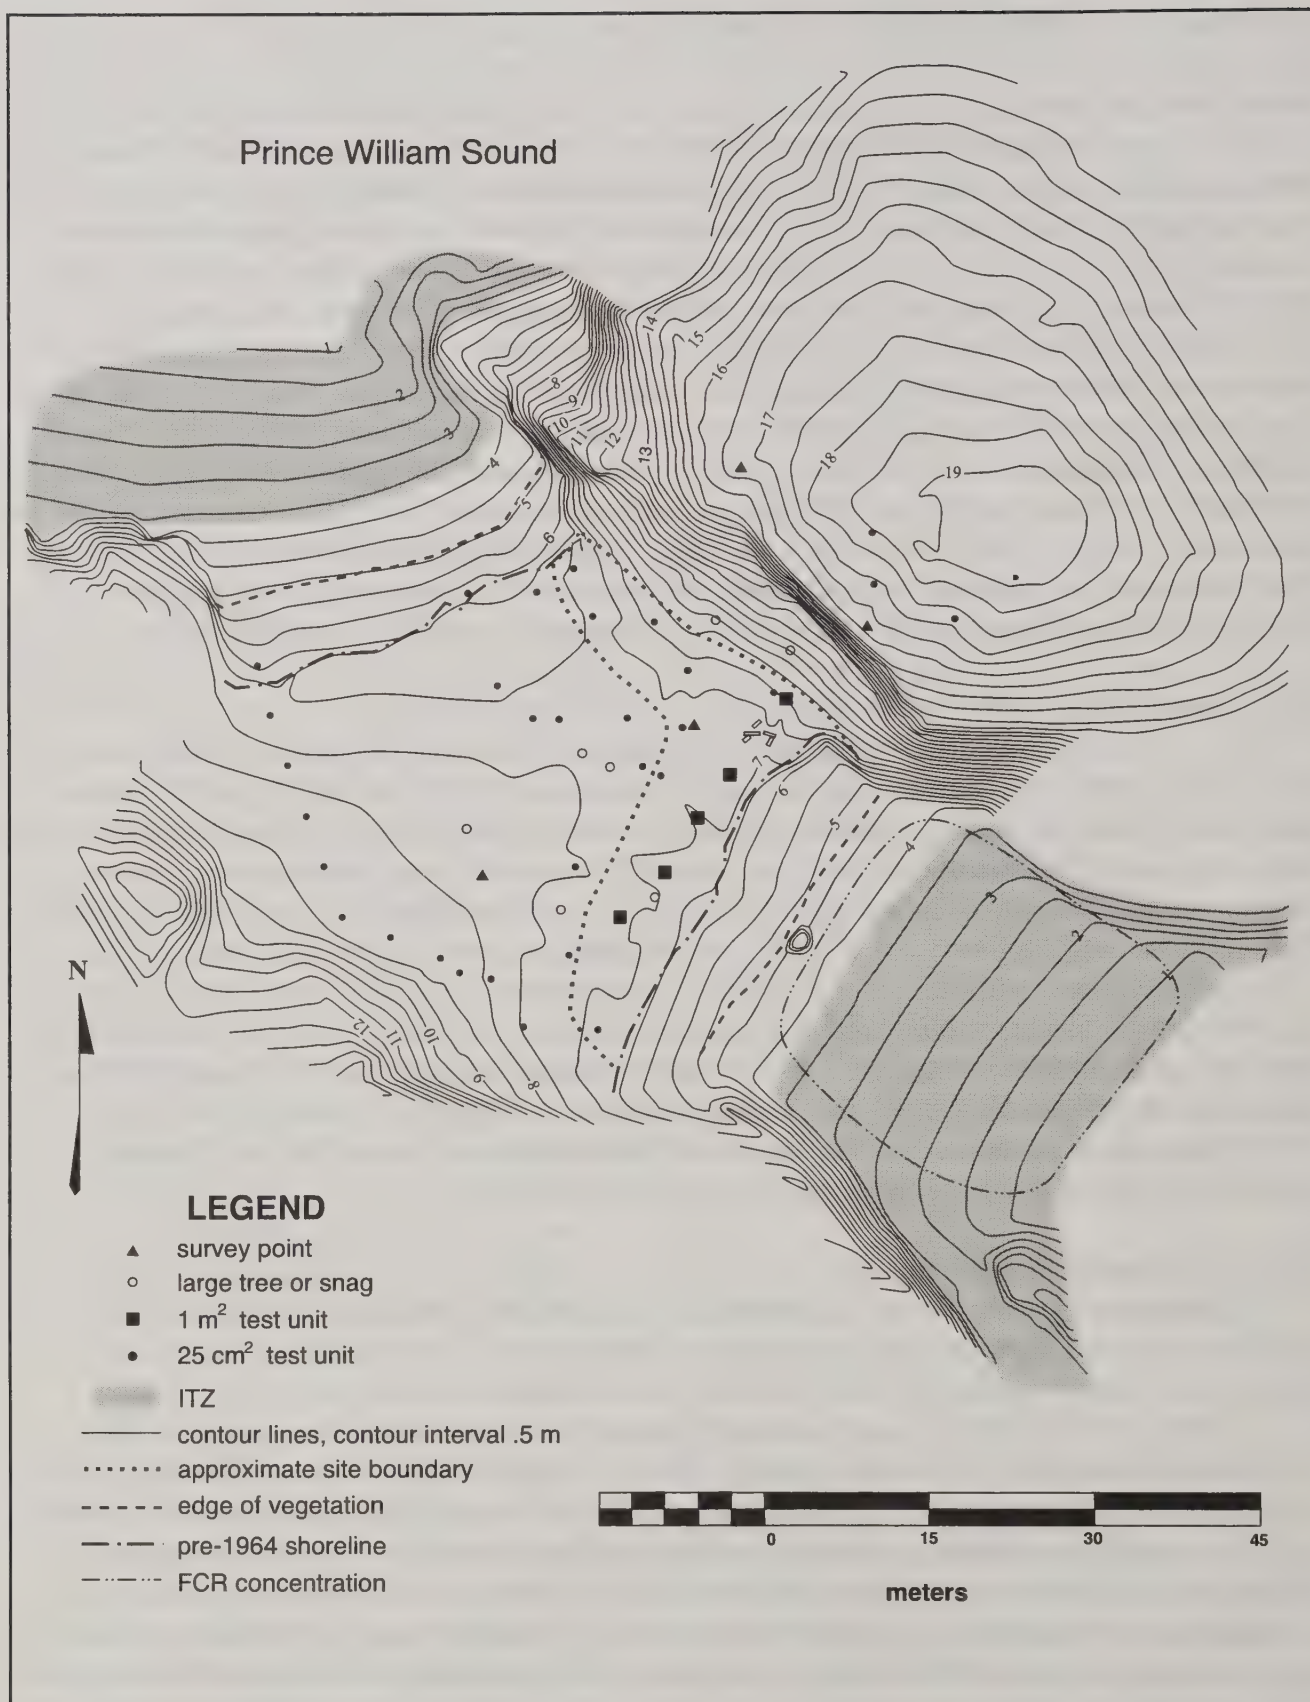 Prince William Sound
14
15
1
16
8
2
9
17
10
11
12
3
13
18
4
19
5
6
7
6
5
4
3
2
N
12
11
10
9
8
LEGEND
survey point
large tree or snag
1 m² test unit
25 cm² test unit
ITZ
contour lines, contour interval .5 m
approximate site boundary
edge of vegetation
pre-1964 shoreline
FCR concentration
0 15 30 45
meters